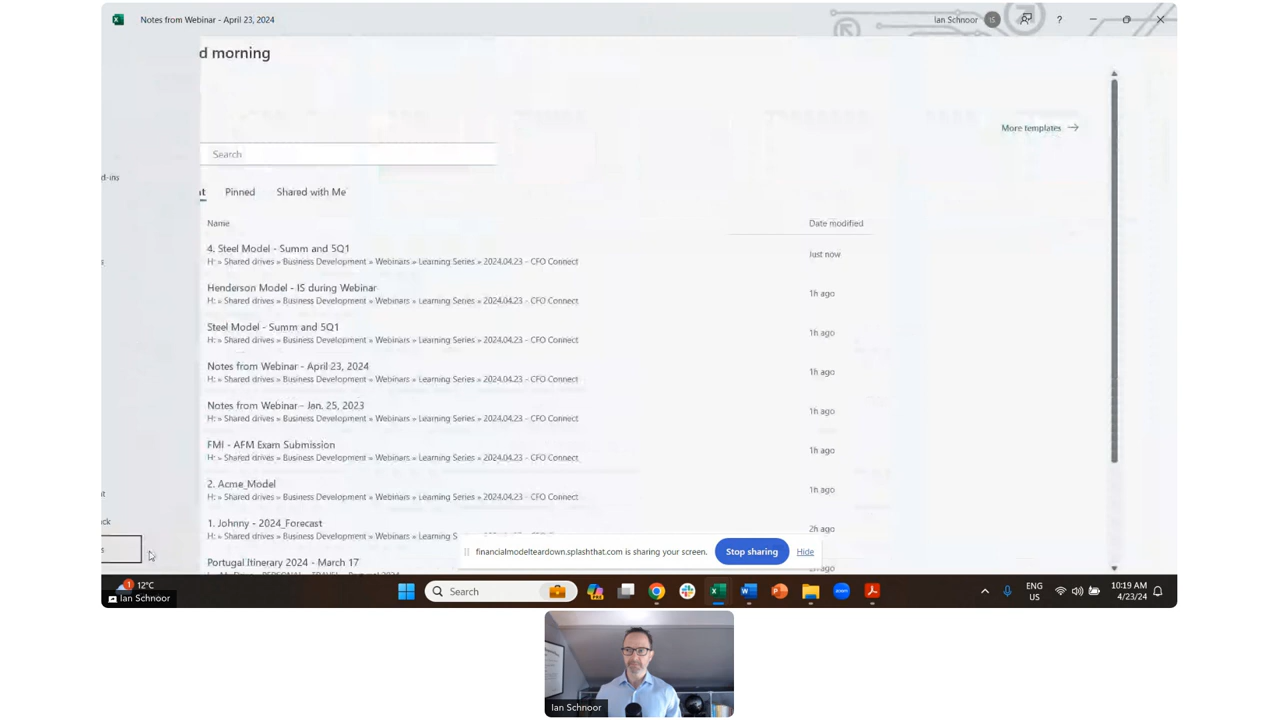 Notes from Webinar - April 23, 2024
Ian Schnoor
IS
?
d morning
More templates
Search
d-ins
Pinned
Shared with Me
Name
Date modified
4. Steel Model - Summ and 5Q1
H: » Shared drives » Business Development » Webinars » Learning Series » 2024.04.23 - CFO Connect
Just now
Henderson Model - IS during Webinar
H: » Shared drives » Business Development » Webinars » Learning Series » 2024.04.23 - CFO Connect
1h ago
Steel Model - Summ and 5Q1
H: » Shared drives » Business Development » Webinars » Learning Series » 2024.04.23 - CFO Connect
1h ago
Notes from Webinar - April 23, 2024
H: » Shared drives » Business Development » Webinars » Learning Series » 2024.04.23 - CFO Connect
1h ago
Notes from Webinar - Jan. 25, 2023
H: » Shared drives » Business Development » Webinars » Learning Series » 2024.04.23 - CFO Connect
1h ago
FMI - AFM Exam Submission
H: » Shared drives » Business Development » Webinars » Learning Series » 2024.04.23 - CFO Connect
1h ago
2. Acme_Model
H: » Shared drives » Business Development » Webinars » Learning Series » 2024.04.23 - CFO Connect
1h ago
1. Johnny - 2024_Forecast
H: » Shared drives » Business Development
2h ago
ck
Portugal Itinerary 2024 - March 17
financialmodelteardown.splashthat.com is sharing your screen.
Stop sharing
Hide
1
12°C
Ian Schnoor
Search
zoom
ENG
US
10:19 AM
4/23/24
Ian Schnoor